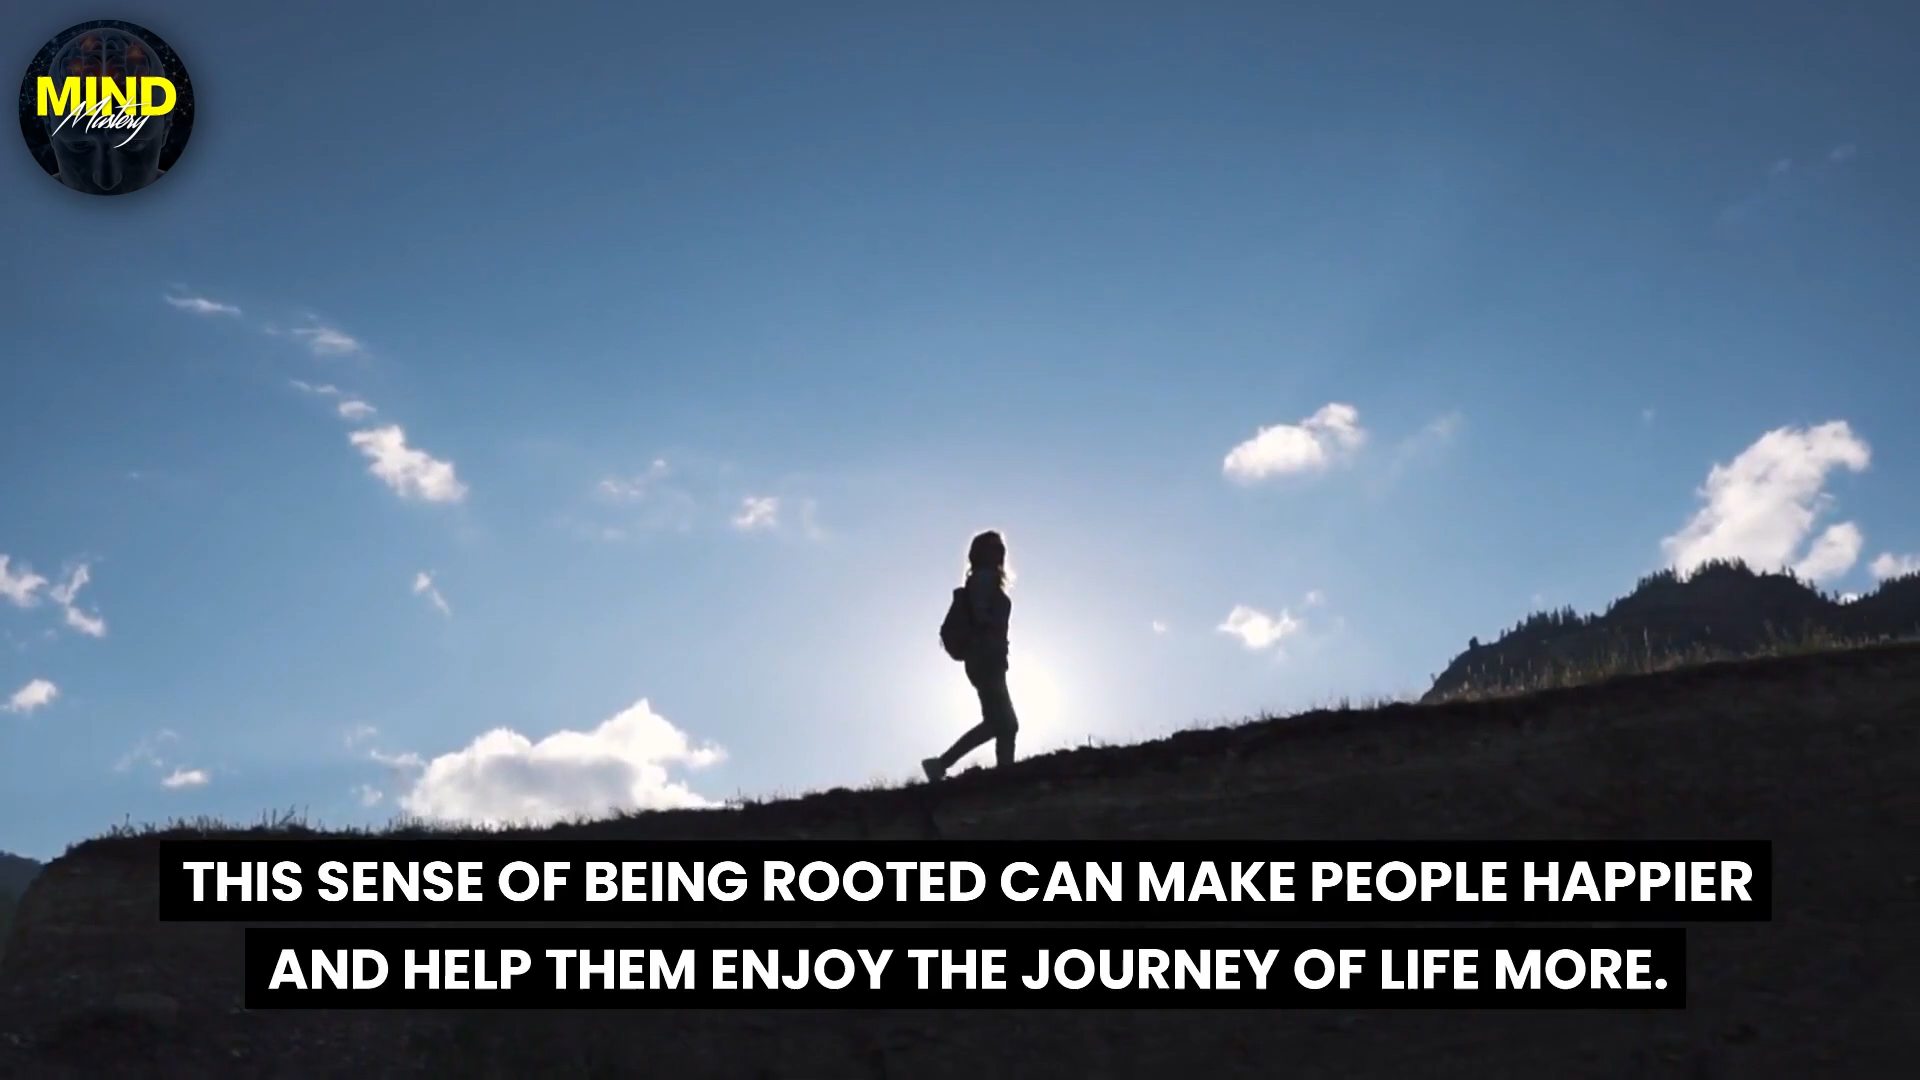 MIND
Mastery
THIS SENSE OF BEING ROOTED CAN MAKE PEOPLE HAPPIER
AND HELP THEM ENJOY THE JOURNEY OF LIFE MORE.